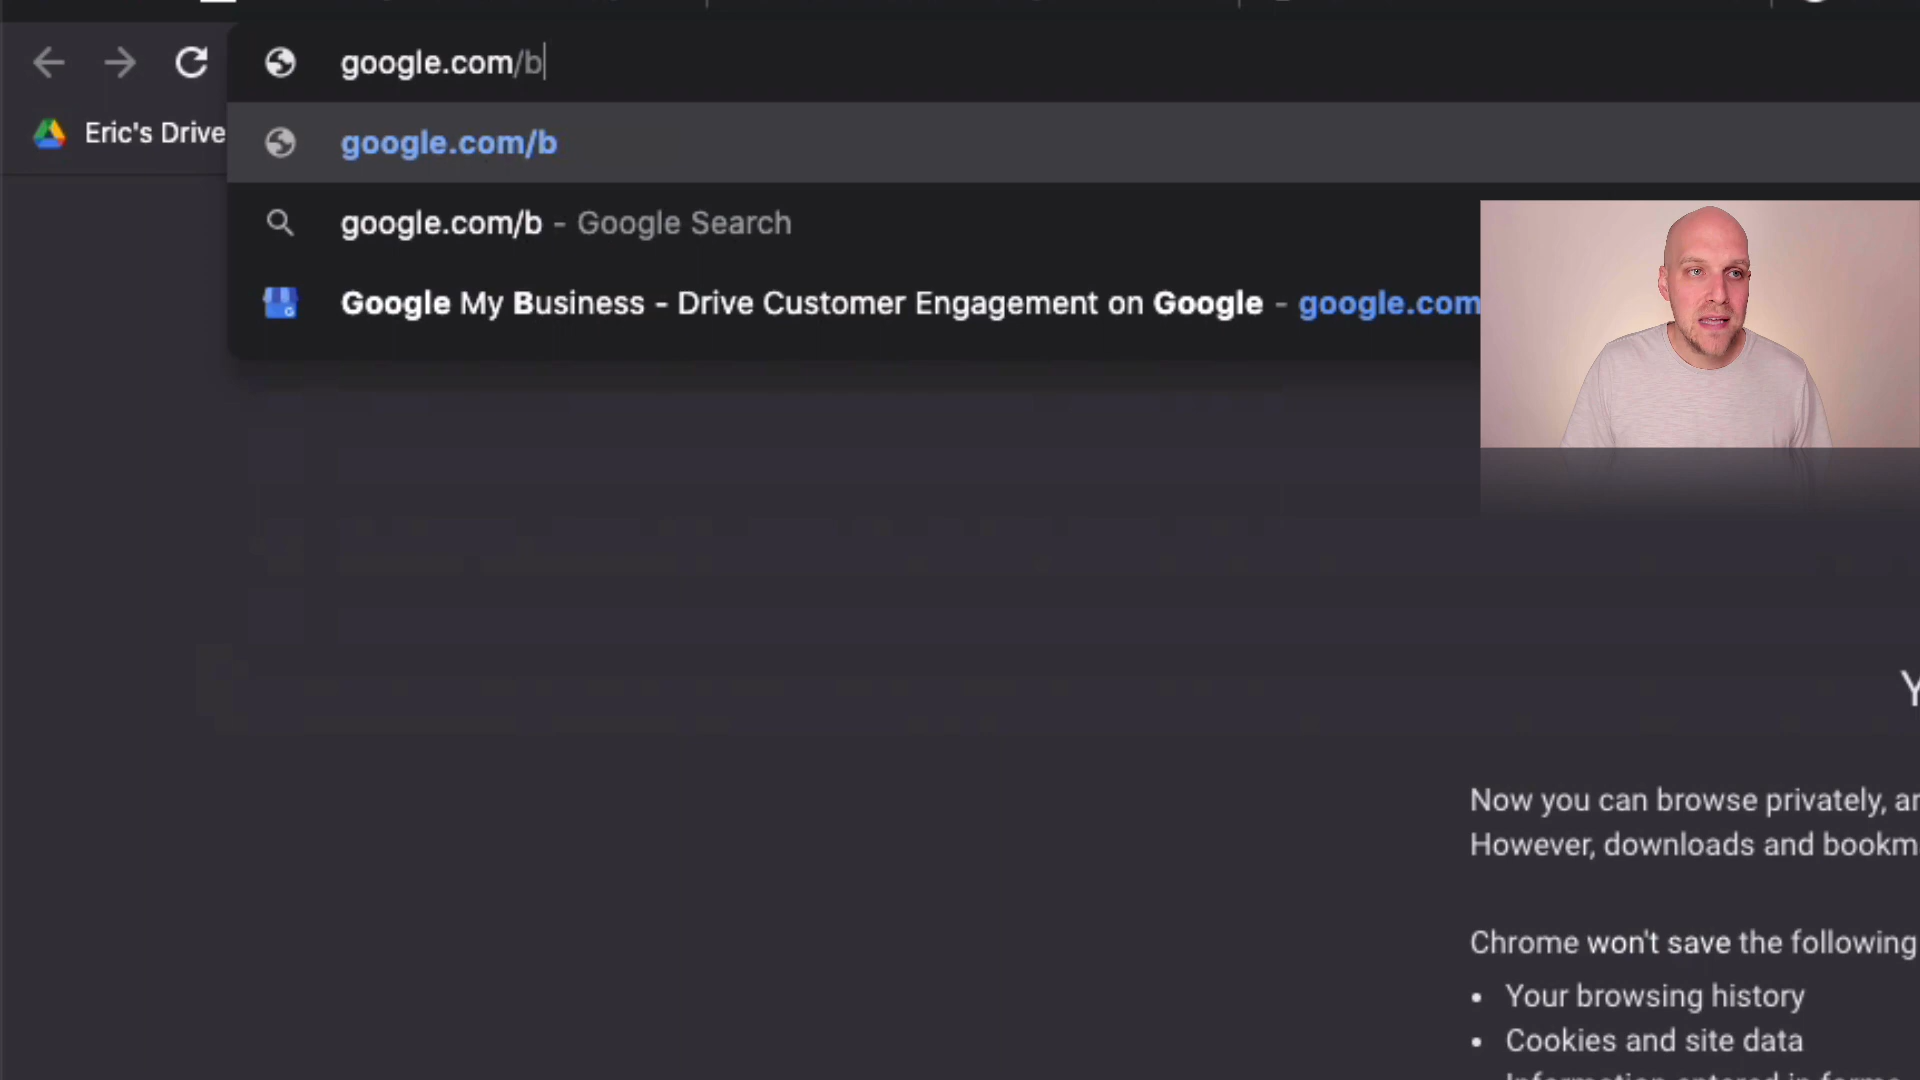 google.com/b
Eric's Drive
google.com/b
google.com/b - Google Search
Google My Business - Drive Customer Engagement on Google - google.com
Y
Now you can browse privately, an
However, downloads and bookm
Chrome won't save the following
• Your browsing history
• Cookies and site data